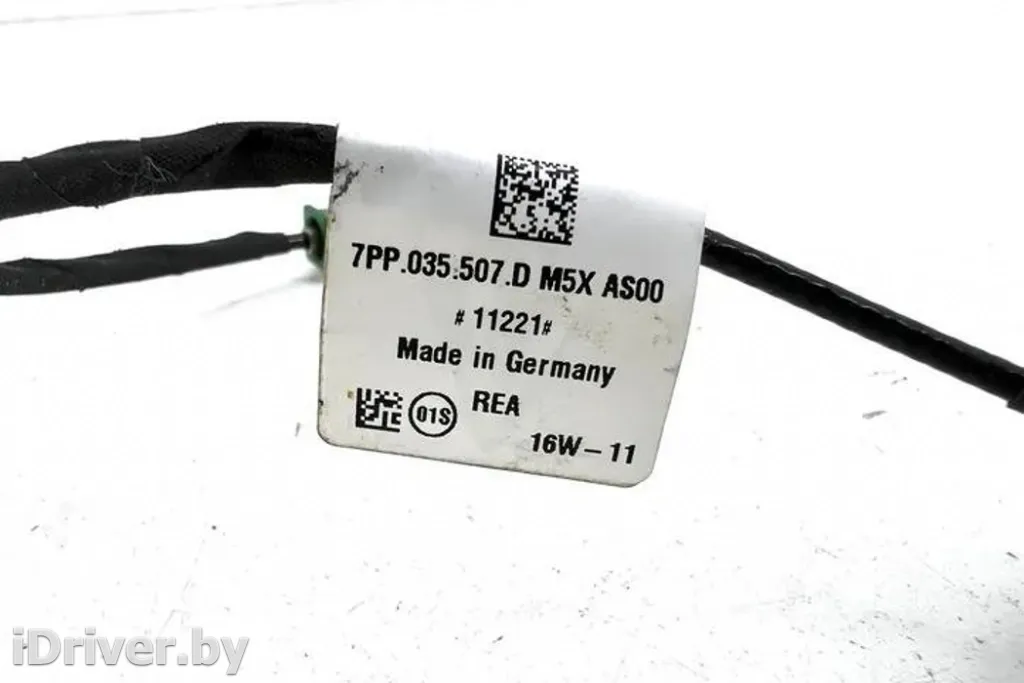 7PP.035.507.D M5X AS00
#11221#
Made in Germany
01S REA
16W-11
iDriver.by